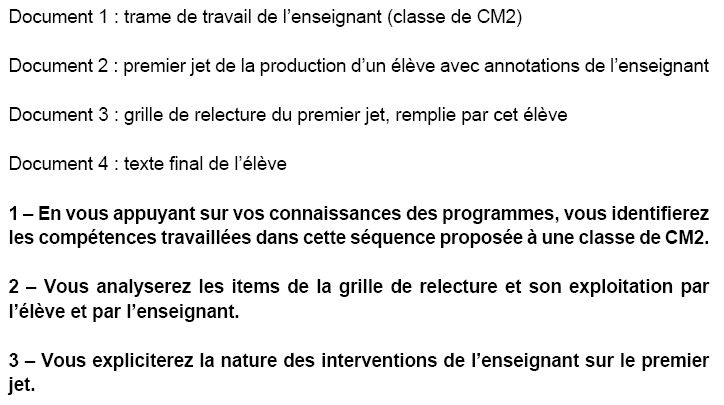 Document 1 : trame de travail de l’enseignant (classe de CM2)
Document 2 : premier jet de la production d’un élève avec annotations de l’enseignant
Document 3 : grille de relecture du premier jet, remplie par cet élève
Document 4 : texte final de l’élève
1 – En vous appuyant sur vos connaissances des programmes, vous identifierez
les compétences travaillées dans cette séquence proposée à une classe de CM2.
2 – Vous analyserez les items de la grille de relecture et son exploitation par
l’élève et par l’enseignant.
3 – Vous expliciterez la nature des interventions de l’enseignant sur le premier
jet.